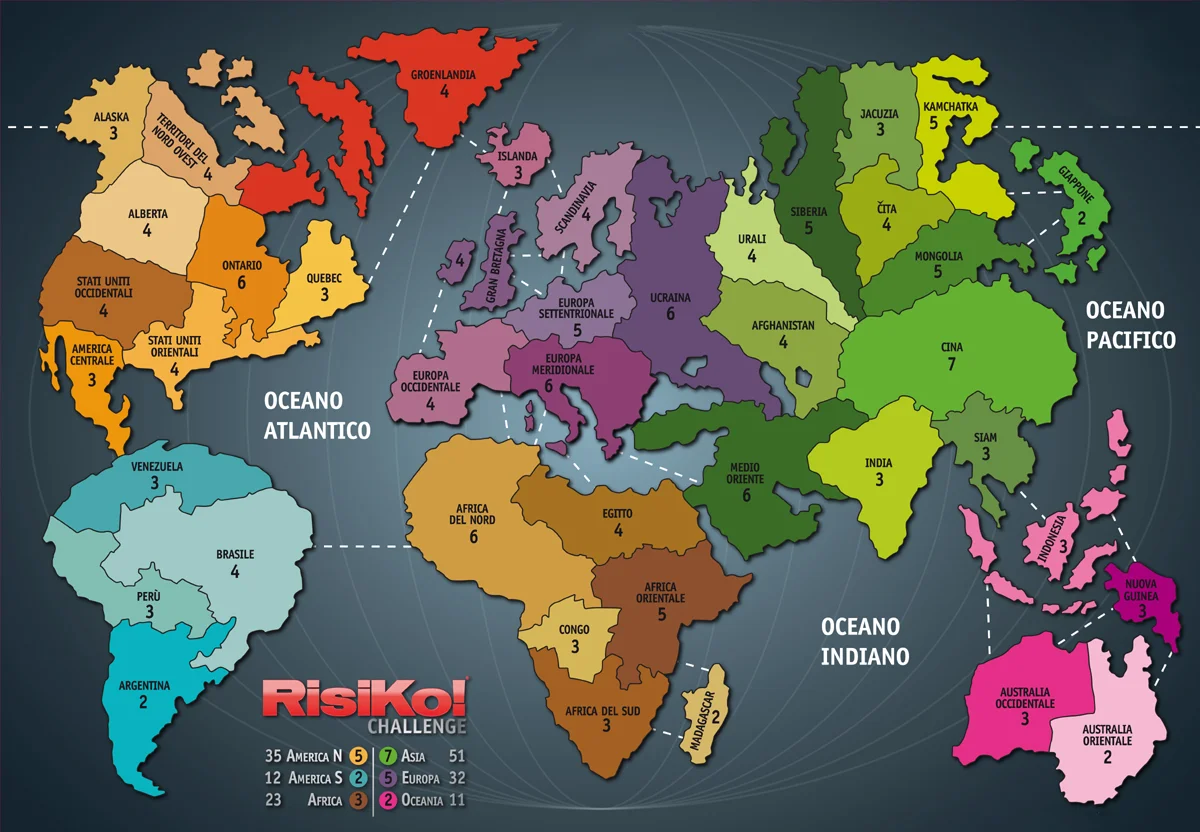 GROENLANDIA
4
ALASKA
3
TERRITORI DEL
NORD OVEST
4
ALBERTA
4
ONTARIO
6
QUEBEC
3
STATI UNITI
OCCIDENTALI
4
STATI UNITI
ORIENTALI
4
AMERICA
CENTRALE
3
ISLANDA
3
SCANDINAVIA
4
GRAN BRETAGNA
4
EUROPA
SETTENTRIONALE
5
UCRAINA
6
EUROPA
OCCIDENTALE
4
EUROPA
MERIDIONALE
6
URALI
4
SIBERIA
5
JACUZIA
3
KAMCHATKA
5
ČITA
4
MONGOLIA
5
GIAPPONE
2
AFGHANISTAN
4
CINA
7
MEDIO
ORIENTE
6
INDIA
3
SIAM
3
OCEANO
PACIFICO
OCEANO
ATLANTICO
VENEZUELA
3
BRASILE
4
PERÙ
3
ARGENTINA
2
AFRICA
DEL NORD
6
EGITTO
4
AFRICA
ORIENTALE
5
CONGO
3
AFRICA DEL SUD
3
MADAGASCAR
2
OCEANO
INDIANO
INDONESIA
3
NUOVA
GUINEA
3
AUSTRALIA
OCCIDENTALE
3
AUSTRALIA
ORIENTALE
2
RISIKO!
CHALLENGE
35 AMERICA N 5 7 ASIA 51
12 AMERICA S 2 5 EUROPA 32
23 AFRICA 3 2 OCEANIA 11